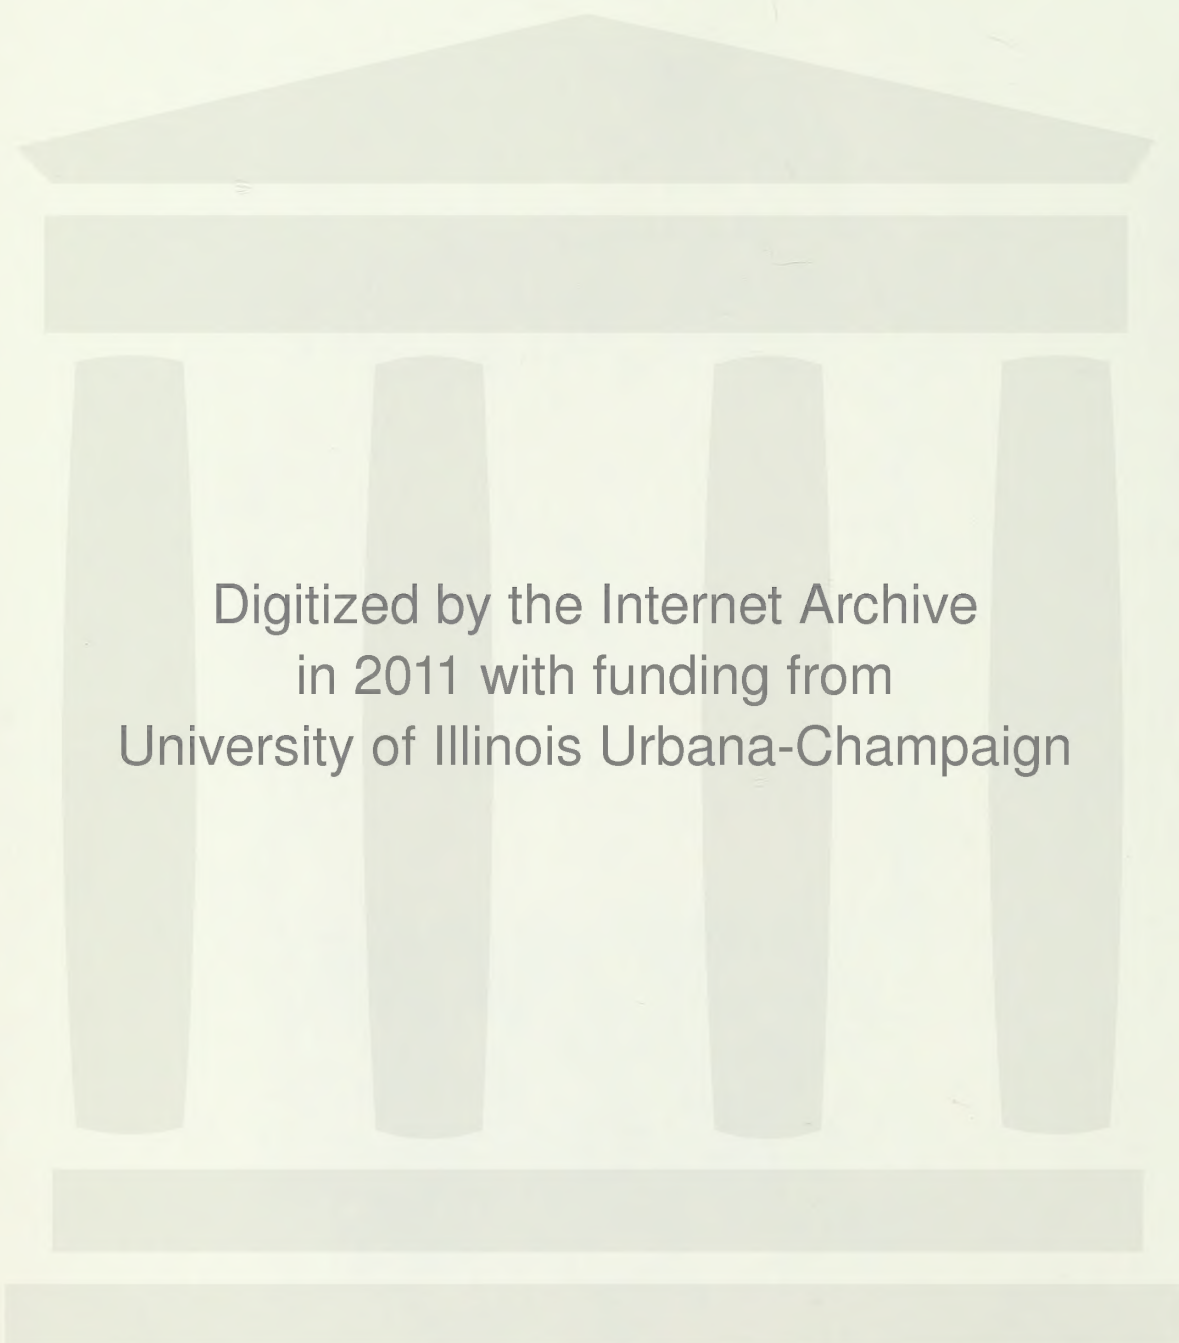 Digitized by the Internet Archive
in 2011 with funding from
University of Illinois Urbana-Champaign